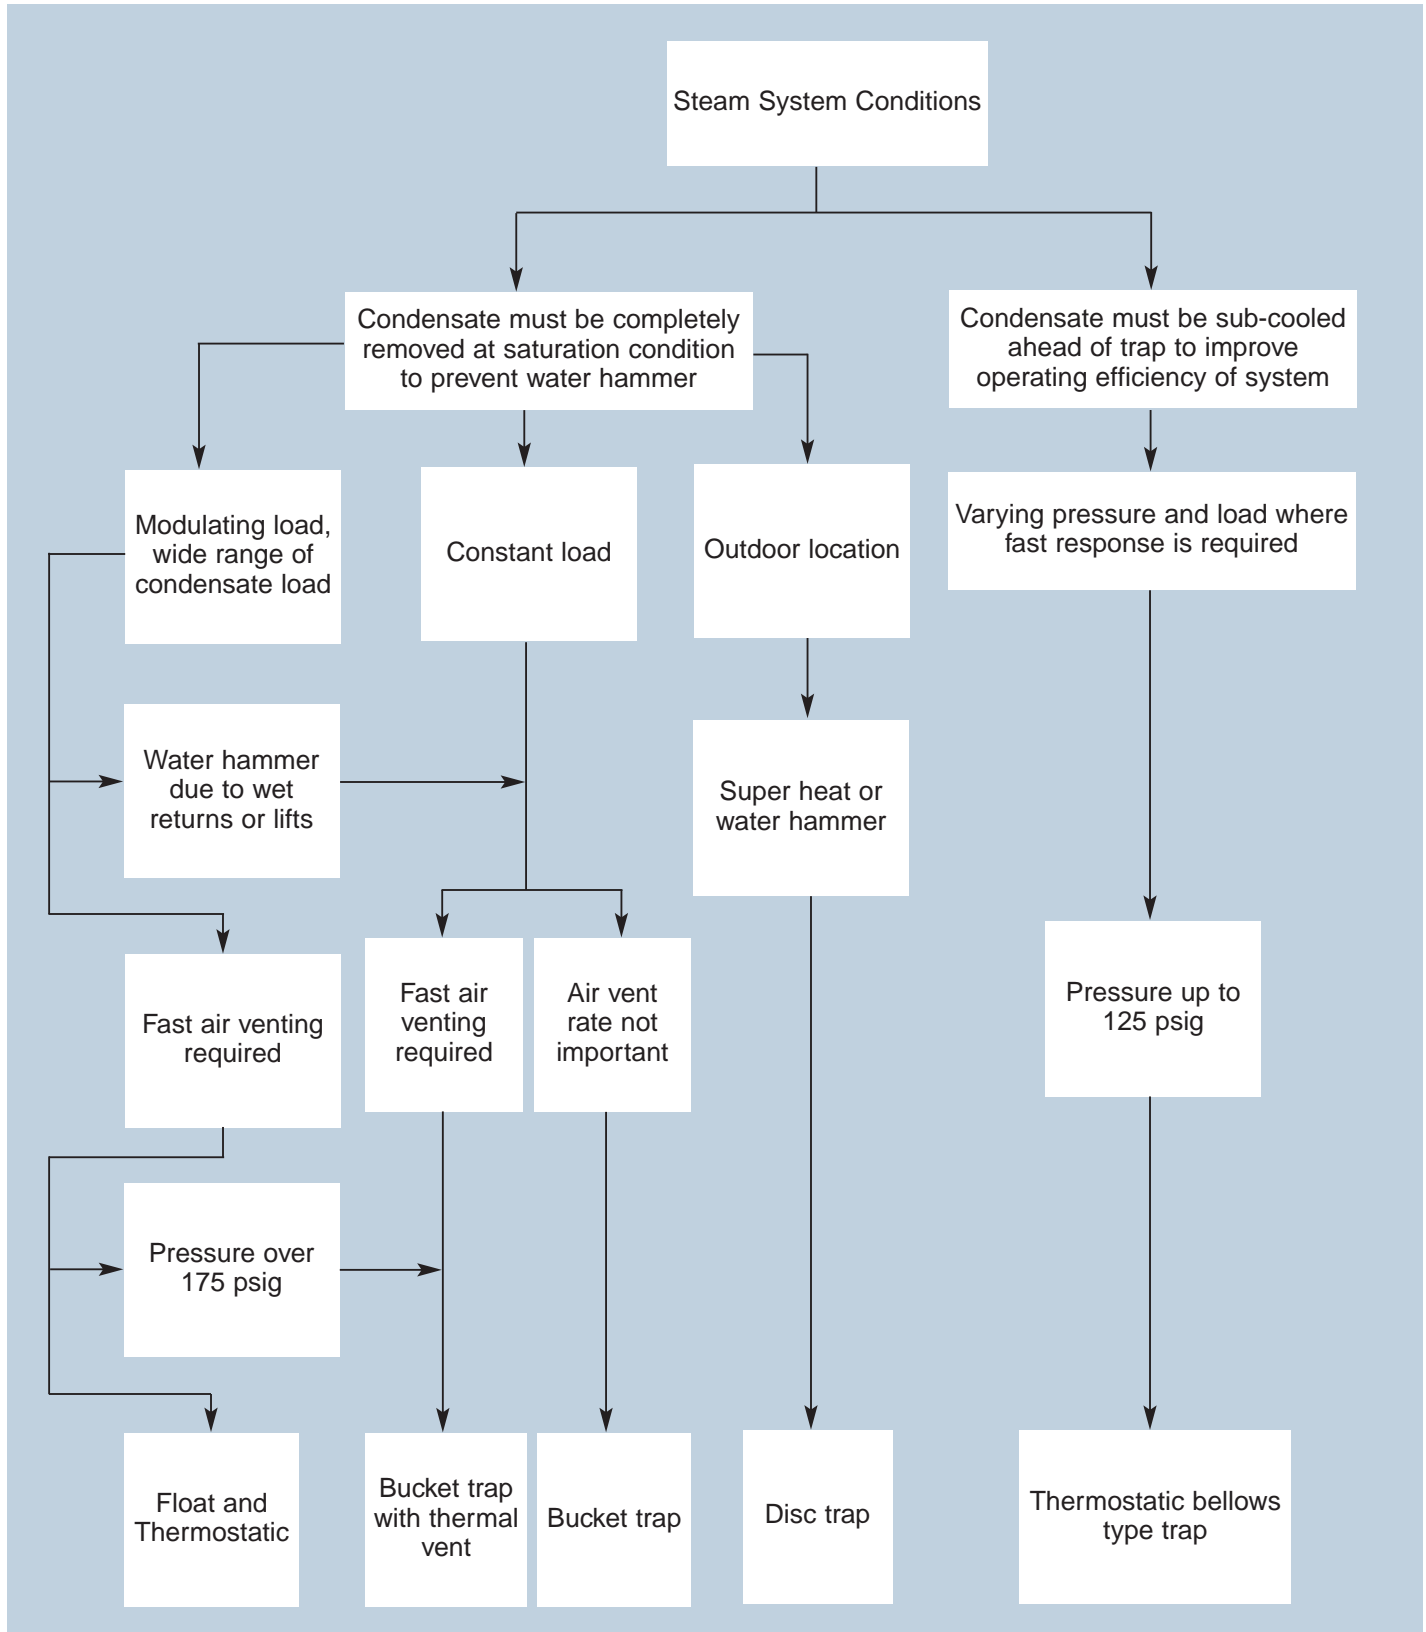 Steam System Conditions
Condensate must be completely
removed at saturation condition
to prevent water hammer
Condensate must be sub-cooled
ahead of trap to improve
operating efficiency of system
Modulating load,
wide range of
condensate load
Constant load
Outdoor location
Varying pressure and load where
fast response is required
Water hammer
due to wet
returns or lifts
Super heat or
water hammer
Fast air venting
required
Fast air
venting
required
Air vent
rate not
important
Pressure up to
125 psig
Pressure over
175 psig
Float and
Thermostatic
Bucket trap
with thermal
vent
Bucket trap
Disc trap
Thermostatic bellows
type trap